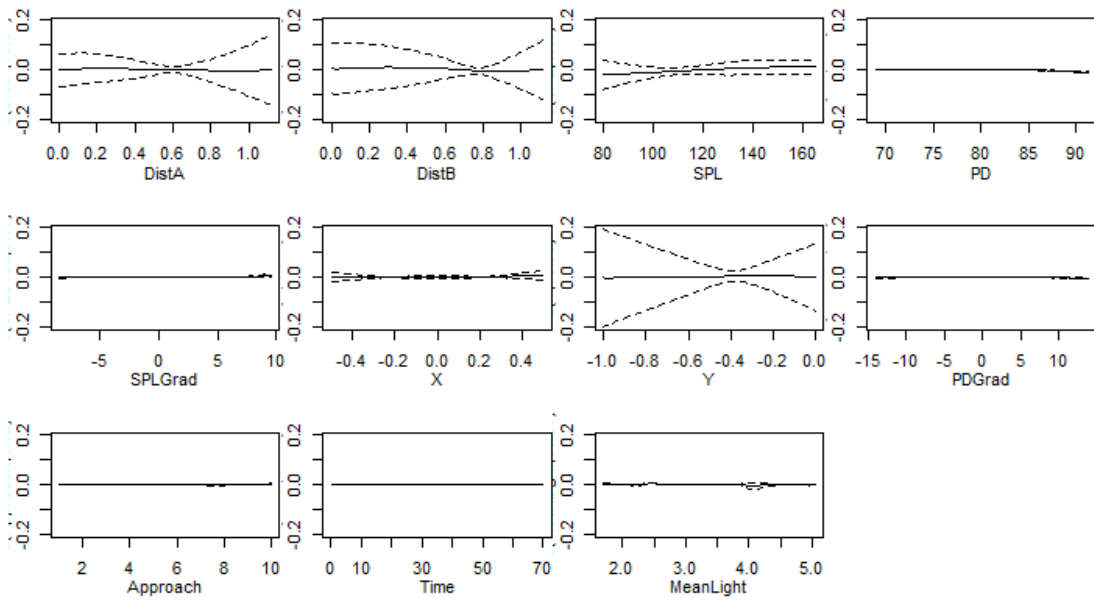 0.2 0.2 0.2 0.2
0.0 0.0 0.0 0.0
-0.2 -0.2 -0.2 -0.2
0.0 0.2 0.4 0.6 0.8 1.0 0.0 0.2 0.4 0.6 0.8 1.0 80 100 120 140 160 70 75 80 85 90
DistA DistB SPL PD
0.2 0.2 0.2 0.2
0.0 0.0 0.0 0.0
-0.2 -0.2 -0.2 -0.2
-5 0 5 10 -0.4 -0.2 0.0 0.2 0.4 -1.0 -0.8 -0.6 -0.4 -0.2 0.0 -15 -10 -5 0 5 10
SPLGrad X Y PDGrad
0.2 0.2 0.2
0.0 0.0 0.0
-0.2 -0.2 -0.2
2 4 6 8 10 0 10 30 50 70 2.0 3.0 4.0 5.0
Approach Time MeanLight